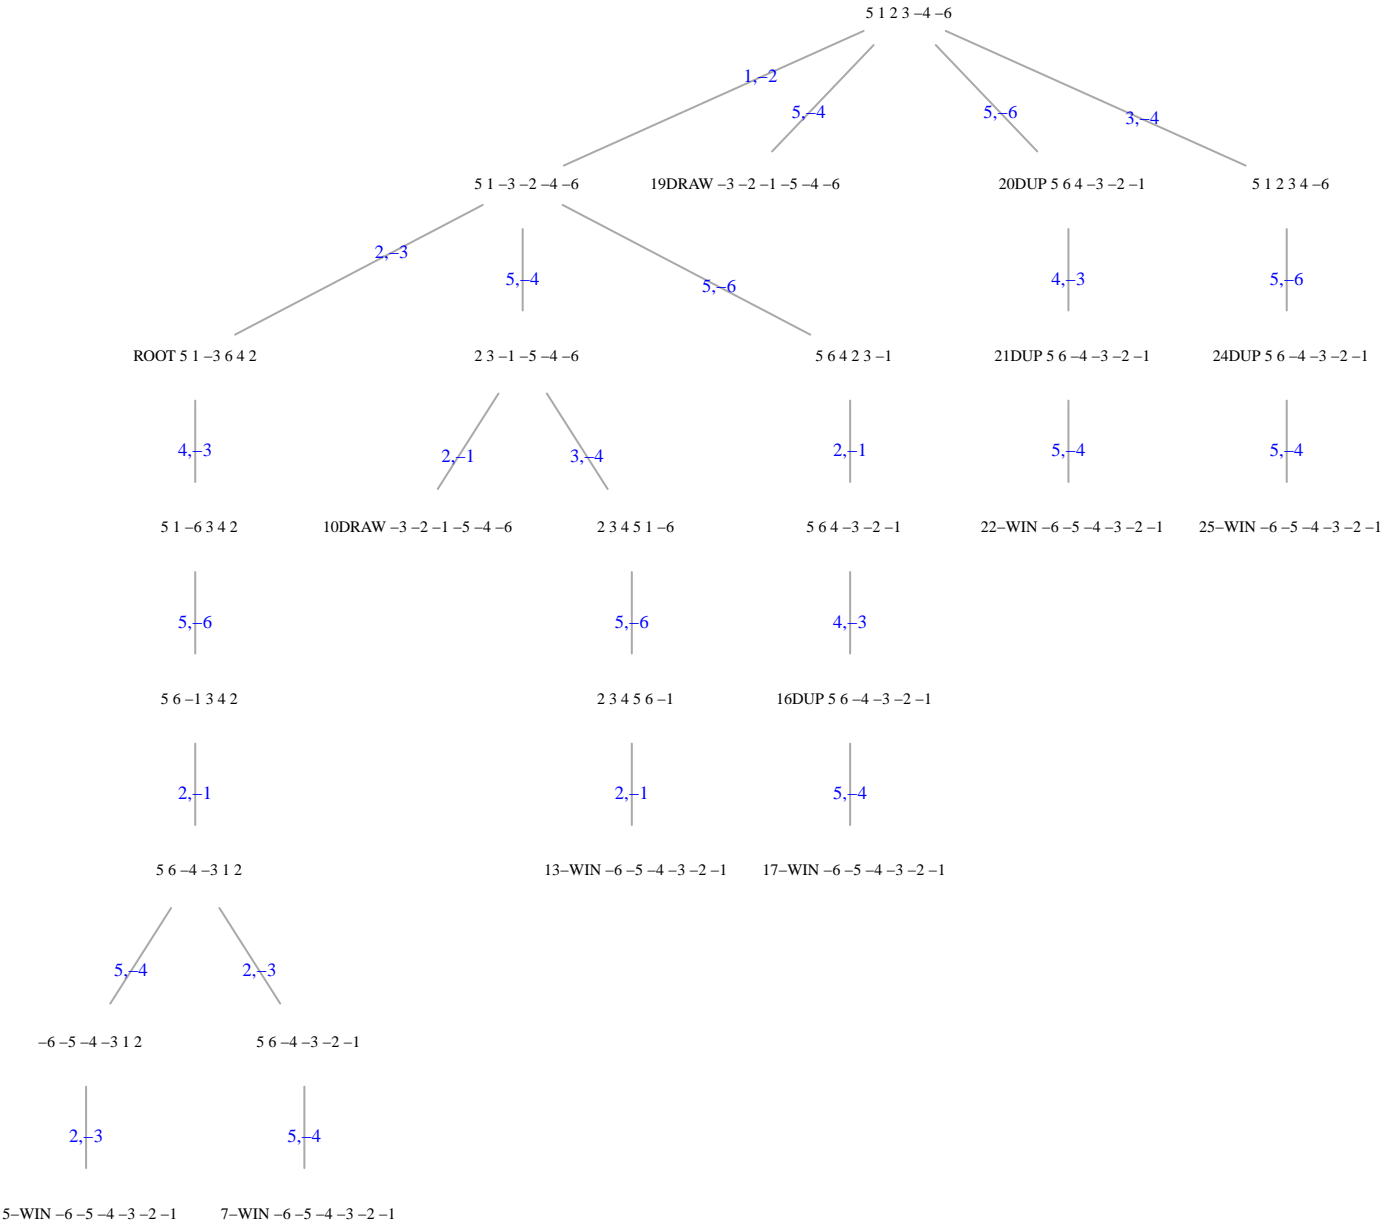 5 1 2 3 −4 −6
1,−2
5,−4
5,−6
3,−4
5 1 −3 −2 −4 −6
19DRAW −3 −2 −1 −5 −4 −6
20DUP 5 6 4 −3 −2 −1
5 1 2 3 4 −6
2,−3
5,−4
5,−6
4,−3
5,−6
ROOT 5 1 −3 6 4 2
2 3 −1 −5 −4 −6
5 6 4 2 3 −1
21DUP 5 6 −4 −3 −2 −1
24DUP 5 6 −4 −3 −2 −1
4,−3
2,−1
3,−4
2,−1
5,−4
5,−4
5 1 −6 3 4 2
10DRAW −3 −2 −1 −5 −4 −6
2 3 4 5 1 −6
5 6 4 −3 −2 −1
22−WIN −6 −5 −4 −3 −2 −1
25−WIN −6 −5 −4 −3 −2 −1
5,−6
5,−6
4,−3
5 6 −1 3 4 2
2 3 4 5 6 −1
16DUP 5 6 −4 −3 −2 −1
2,−1
2,−1
5,−4
5 6 −4 −3 1 2
13−WIN −6 −5 −4 −3 −2 −1
17−WIN −6 −5 −4 −3 −2 −1
5,−4
2,−3
−6 −5 −4 −3 1 2
5 6 −4 −3 −2 −1
2,−3
5,−4
5−WIN −6 −5 −4 −3 −2 −1
7−WIN −6 −5 −4 −3 −2 −1